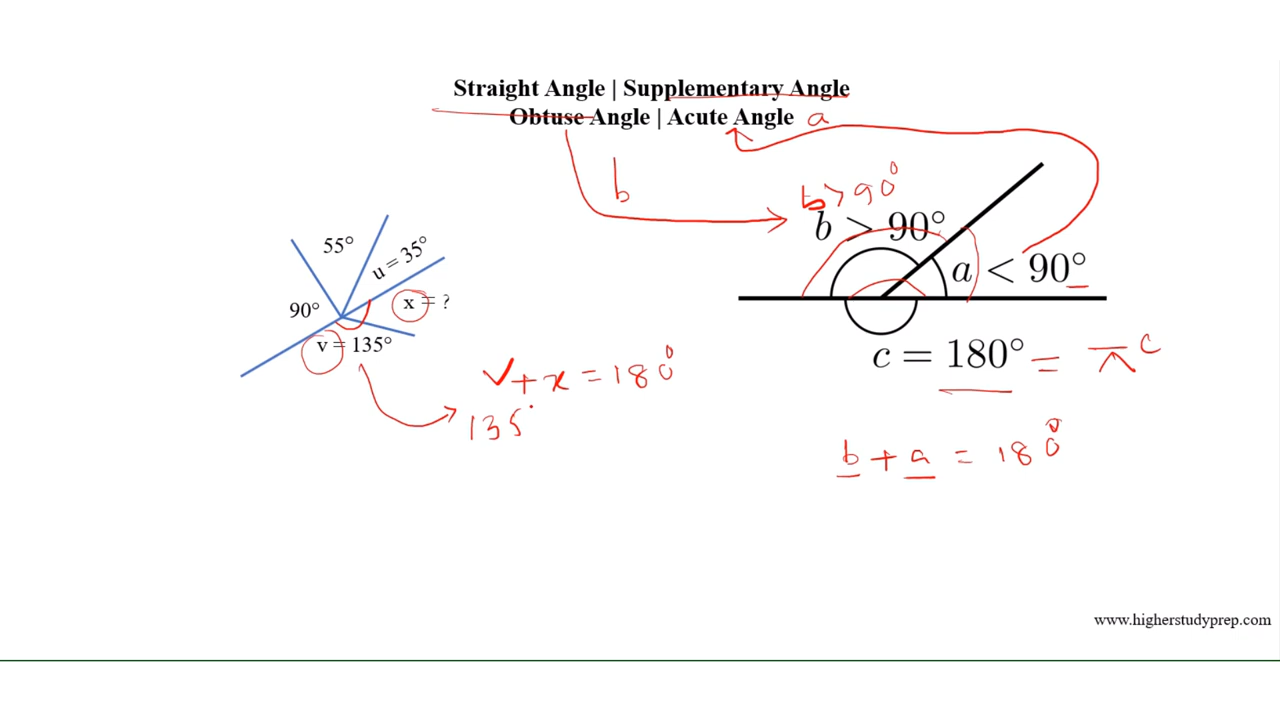 Straight Angle | Supplementary Angle
Obtuse Angle | Acute Angle a
b
b > 90°
b > 90°
a < 90°
55°
u = 35°
90°
x = ?
v = 135°
c = 180° = π^c
v + x = 180°
135°
b + a = 180°
www.higherstudyprep.com